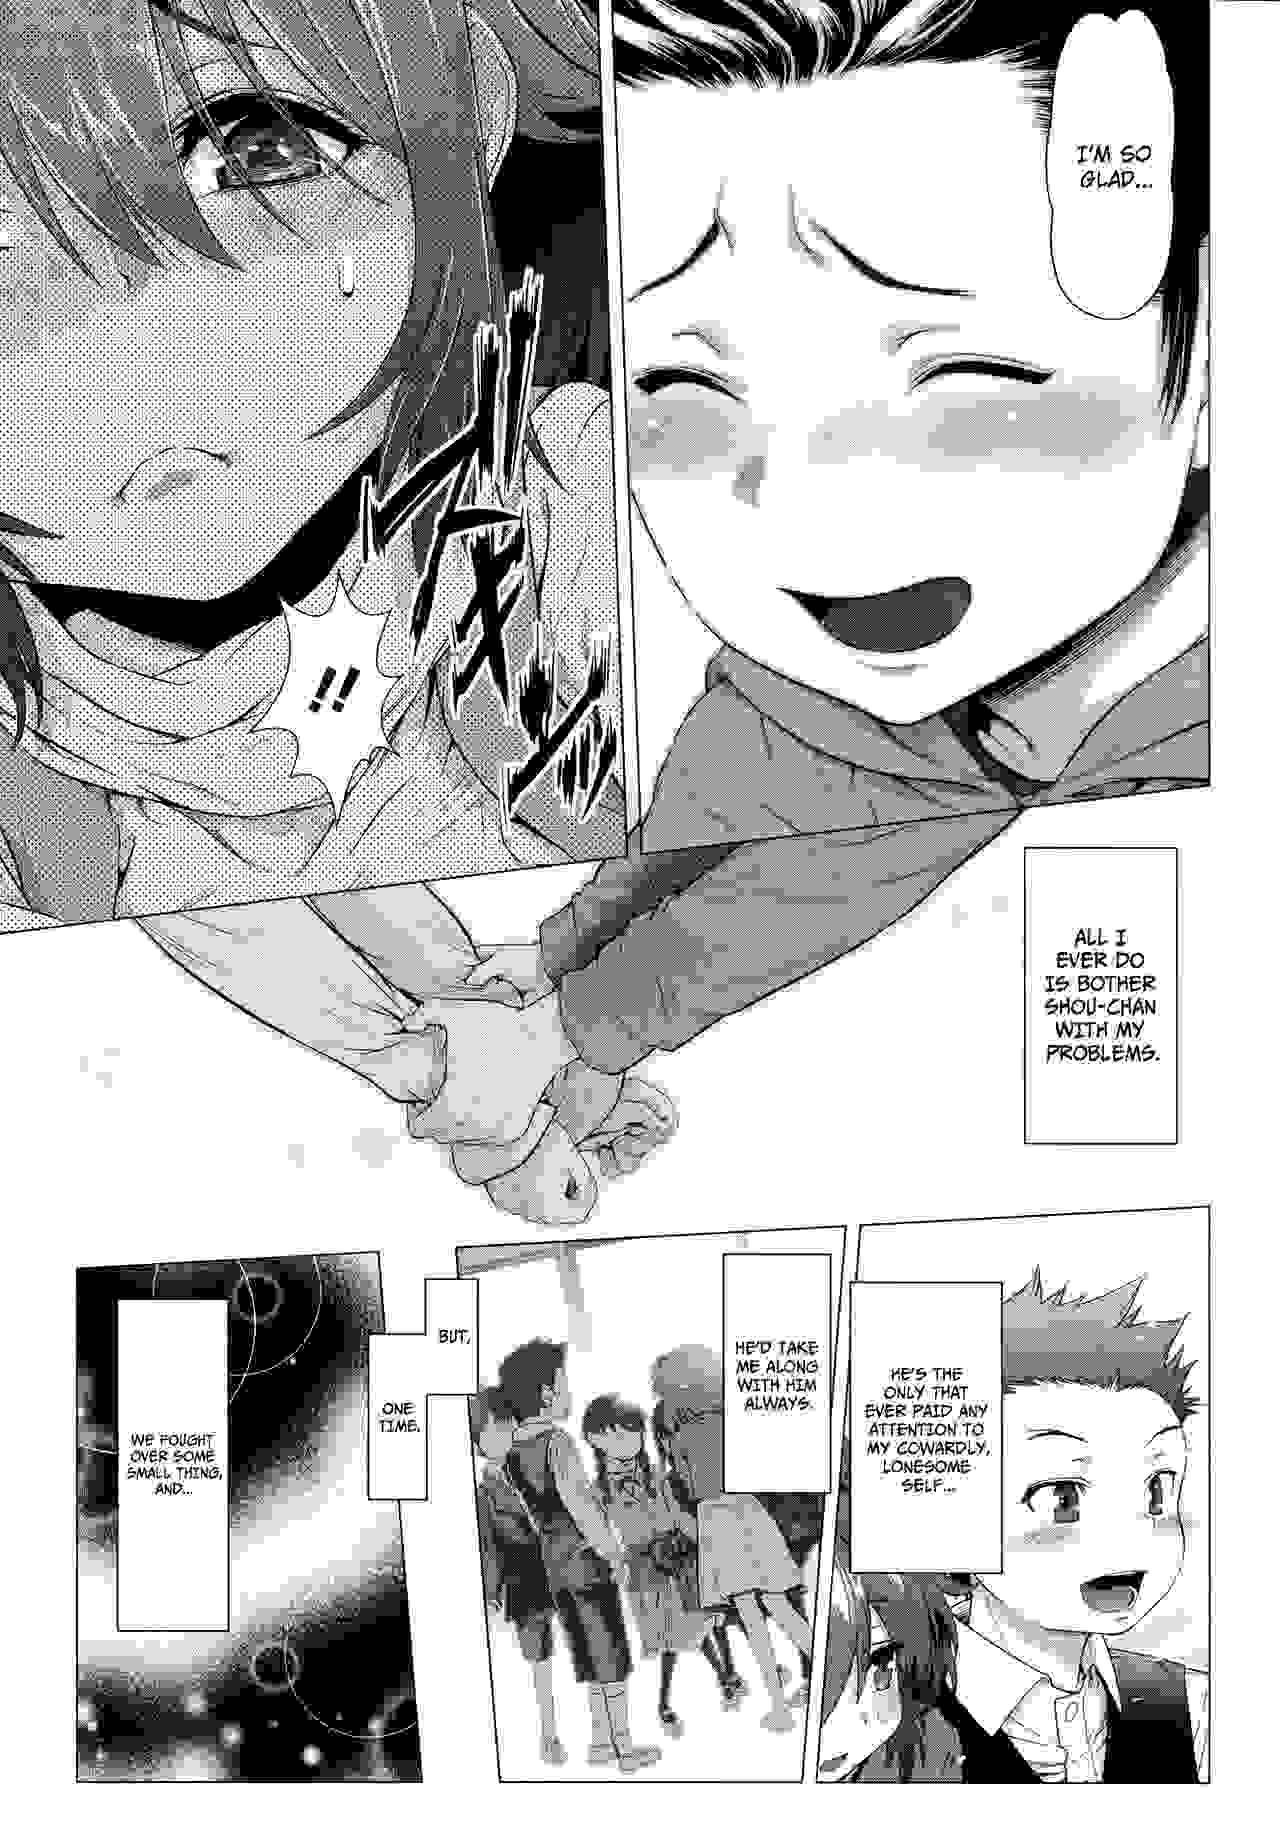 I'M SO
GLAD...
!!
ALL I
EVER DO
IS BOTHER
SHOU-CHAN
WITH MY
PROBLEMS.
HE'S THE
ONLY THAT
EVER PAID ANY
ATTENTION TO
MY COWARDLY,
LONESOME
SELF...
HE'D TAKE
ME ALONG
WITH HIM
ALWAYS.
BUT,
ONE
TIME.
WE FOUGHT
OVER SOME
SMALL THING,
AND...